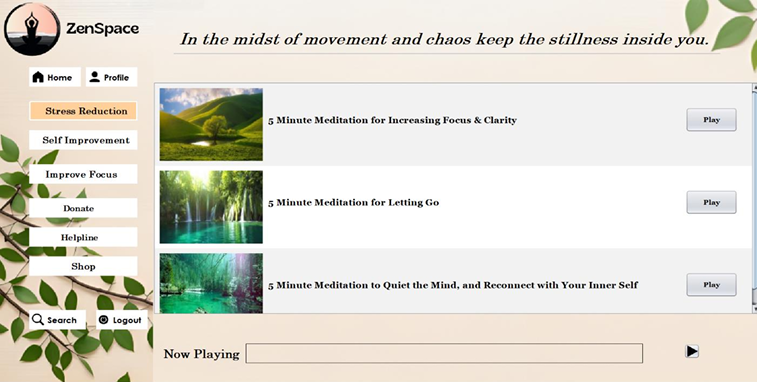 ZenSpace
In the midst of movement and chaos keep the stillness inside you.
Home
Profile
Stress Reduction
Self Improvement
Improve Focus
Donate
Helpline
Shop
Search
Logout
5 Minute Meditation for Increasing Focus & Clarity
Play
5 Minute Meditation for Letting Go
Play
5 Minute Meditation to Quiet the Mind, and Reconnect with Your Inner Self
Play
Now Playing